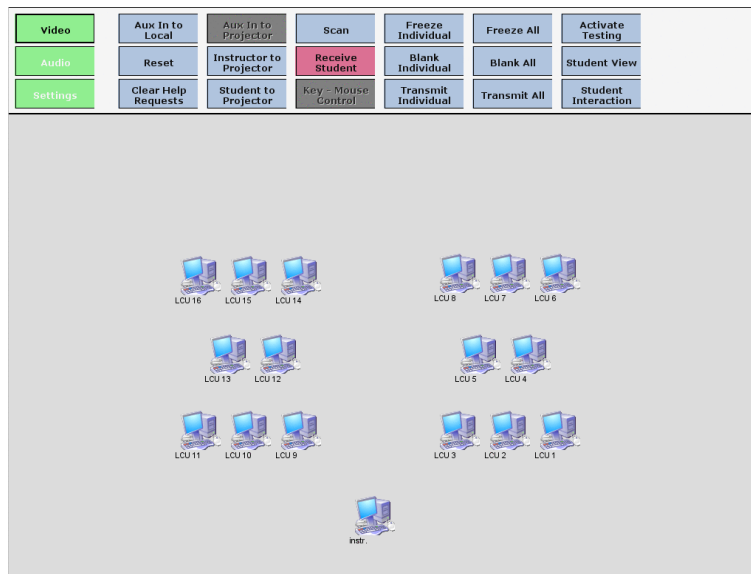 Video
Aux In to
Local
Aux In to
Projector
Scan
Freeze
Individual
Freeze All
Activate
Testing
Audio
Reset
Instructor to
Projector
Receive
Student
Blank
Individual
Blank All
Student View
Settings
Clear Help
Requests
Student to
Projector
Key - Mouse
Control
Transmit
Individual
Transmit All
Student
Interaction
LCU 16 LCU 15 LCU 14
LCU 8 LCU 7 LCU 6
LCU 13 LCU 12
LCU 5 LCU 4
LCU 11 LCU 10 LCU 9
LCU 3 LCU 2 LCU 1
instr.